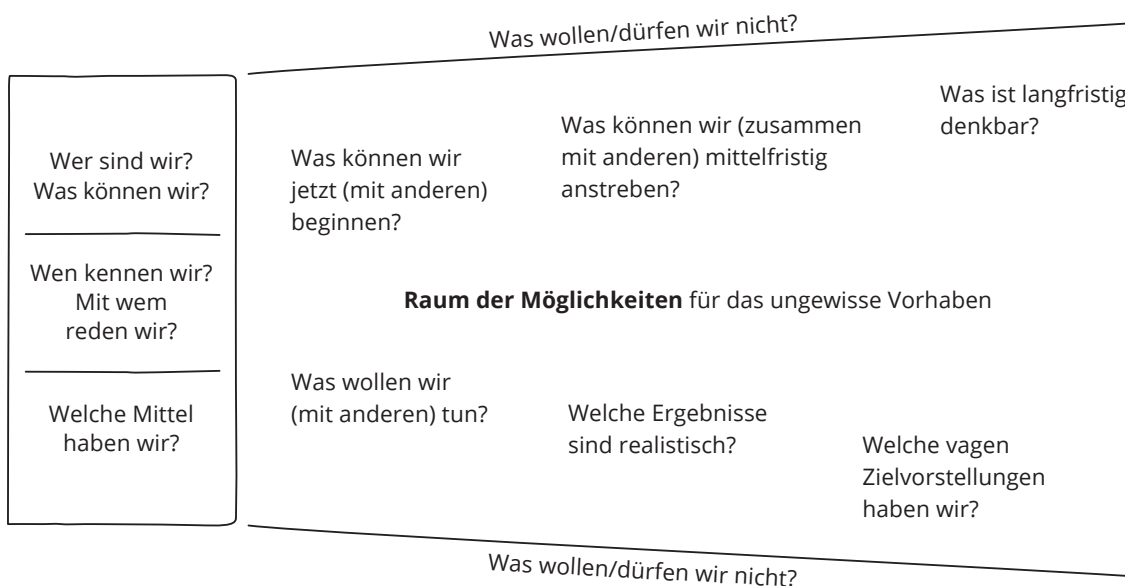 Was wollen/dürfen wir nicht?
Wer sind wir?
Was können wir?
Wen kennen wir?
Mit wem
reden wir?
Welche Mittel
haben wir?
Was können wir
jetzt (mit anderen)
beginnen?
Was können wir (zusammen
mit anderen) mittelfristig
anstreben?
Was ist langfristig
denkbar?
Raum der Möglichkeiten für das ungewisse Vorhaben
Was wollen wir
(mit anderen) tun?
Welche Ergebnisse
sind realistisch?
Welche vagen
Zielvorstellungen
haben wir?
Was wollen/dürfen wir nicht?